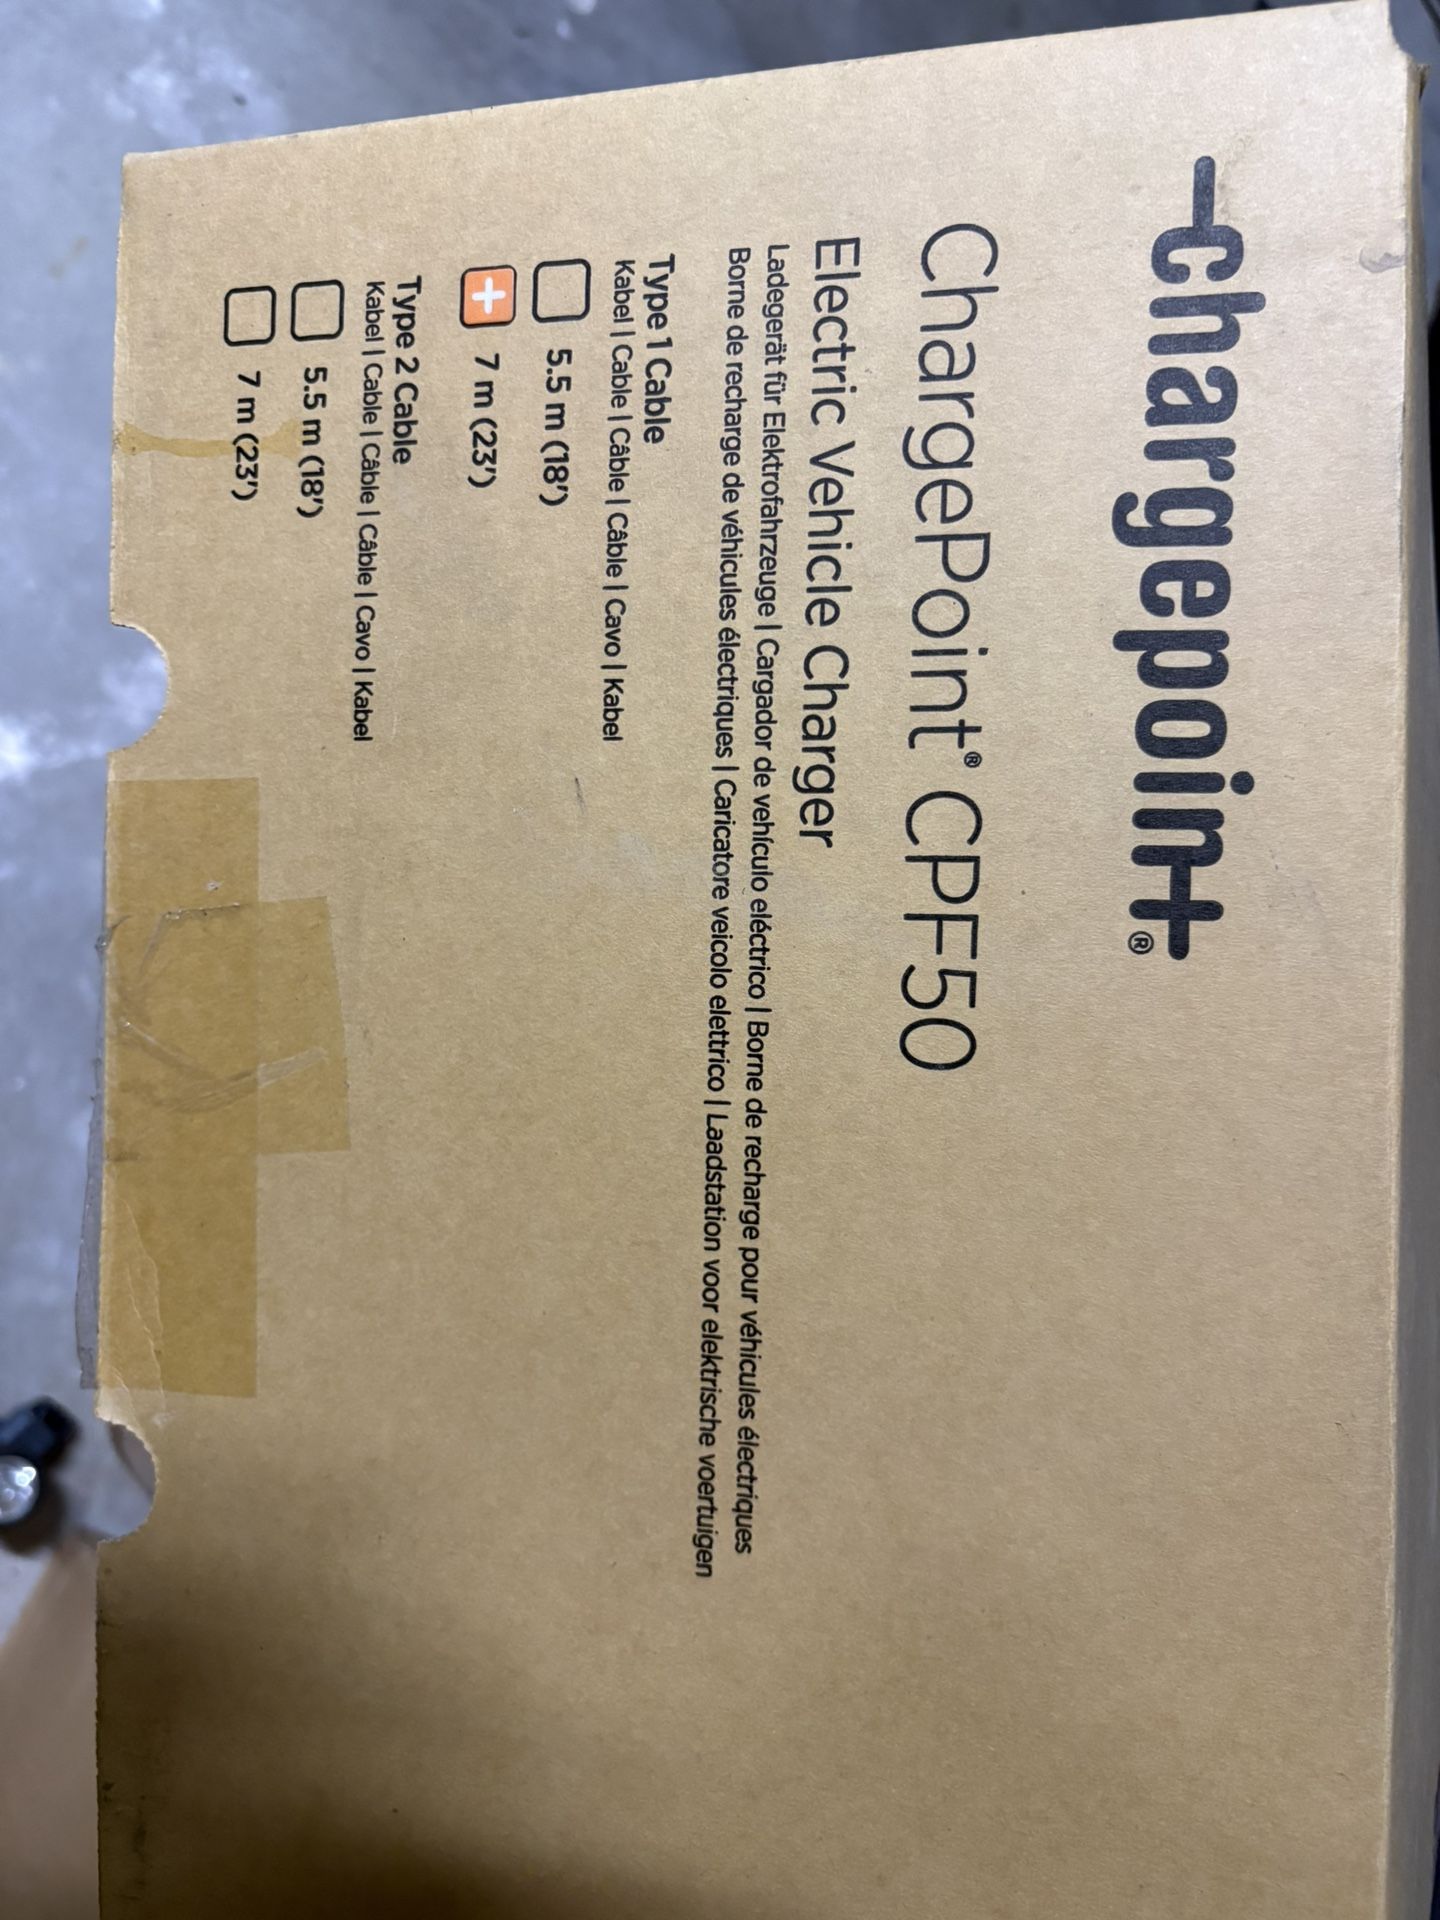 -chargepoin+®
ChargePoint® CPF50
Electric Vehicle Charger
Ladegerät für Elektrofahrzeuge | Cargador de vehículo eléctrico | Borne de recharge pour véhicules électriques
Borne de recharge de véhicules électriques | Caricatore veicolo elettrico | Laadstation voor elektrische voertuigen
Type 1 Cable
Kabel | Cable | Câble | Câble | Cavo | Kabel
5.5 m (18')
7 m (23')
Type 2 Cable
Kabel | Cable | Câble | Câble | Cavo | Kabel
5.5 m (18')
7 m (23')